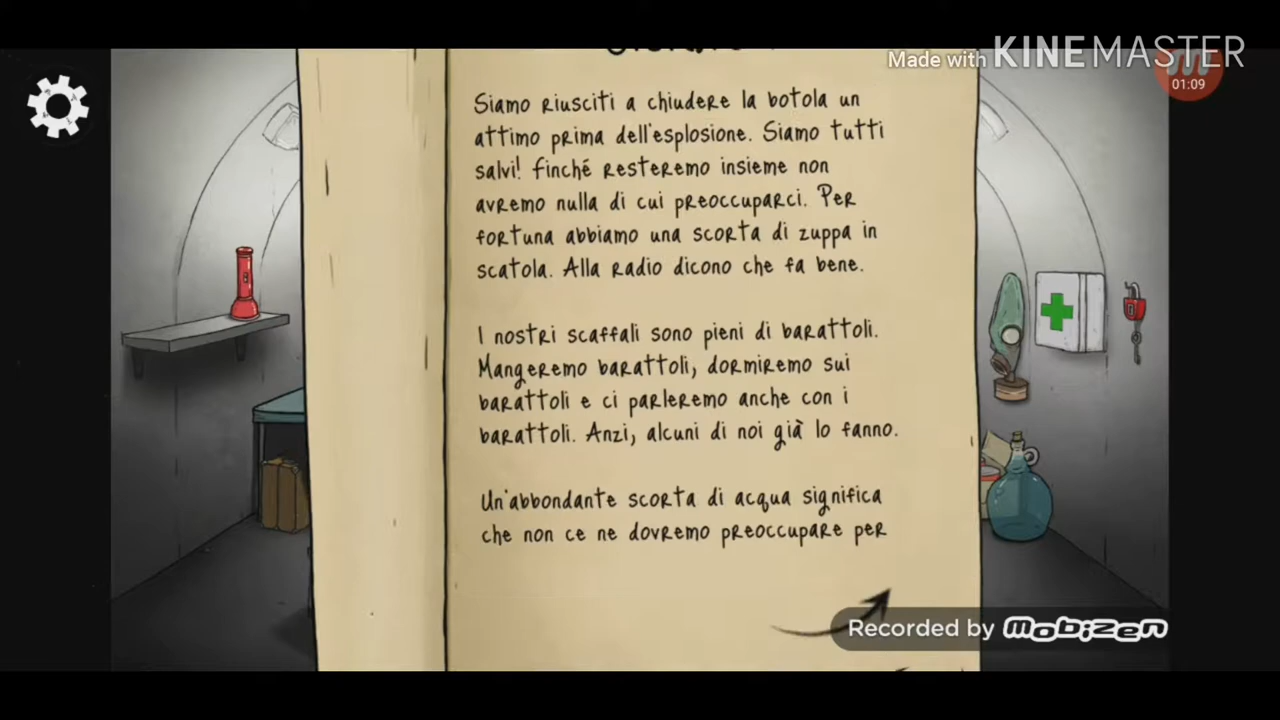 Made with KINEMASTER
01:09
Siamo riusciti a chiudere la botola un
attimo prima dell'esplosione. Siamo tutti
salvi! Finché resteremo insieme non
avremo nulla di cui preoccuparci. Per
fortuna abbiamo una scorta di zuppa in
scatola. Alla radio dicono che fa bene.
I nostri scaffali sono pieni di barattoli.
Mangeremo barattoli, dormiremo sui
barattoli e ci parleremo anche con i
barattoli. Anzi, alcuni di noi già lo fanno.
Un'abbondante scorta di acqua significa
che non ce ne dovremo preoccupare per
Recorded by mobizen